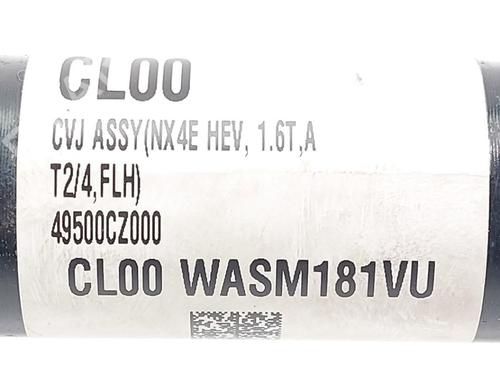 CL00
CVJ ASSY(NX4E HEV, 1.6T,A
T2/4,FLH)
49500CZ000
CL00 WASM181VU